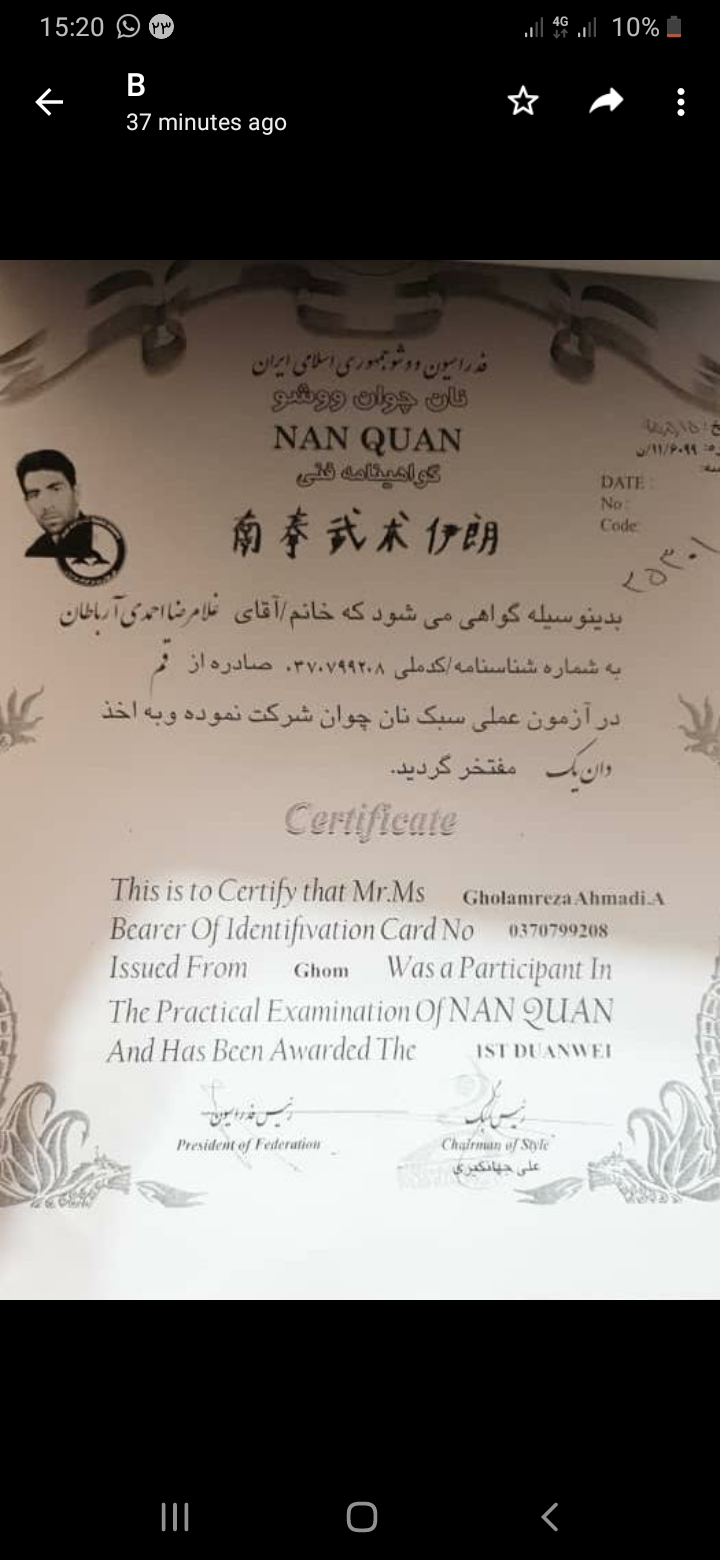 15:20 ۲۳ 4G 10%
B
37 minutes ago
فدراسیون ووشو جمهوری اسلامی ایران
نان چوان ووشو
NAN QUAN
گواهینامه فنی
DATE :
No :
Code:
۲۵۳۰۱
南拳武术伊朗
بدینوسیله گواهی می شود که خانم/آقای غلامرضا احمدی آرباطان
به شماره شناسنامه/کدملی ۰۳۷۰۷۹۹۲۰۸ صادره از قم
در آزمون عملی سبک نان چوان شرکت نموده وبه اخذ
دان یک مفتخر گردید.
Certificate
This is to Certify that Mr.Ms Gholamreza Ahmadi.A
Bearer Of Identifivation Card No 0370799208
Issued From Ghom Was a Participant In
The Practical Examination Of NAN QUAN
And Has Been Awarded The 1ST DUANWEI
رئیس فدراسیون رئیس سبک
President of Federation Chairman of Style
علی جهانگیری